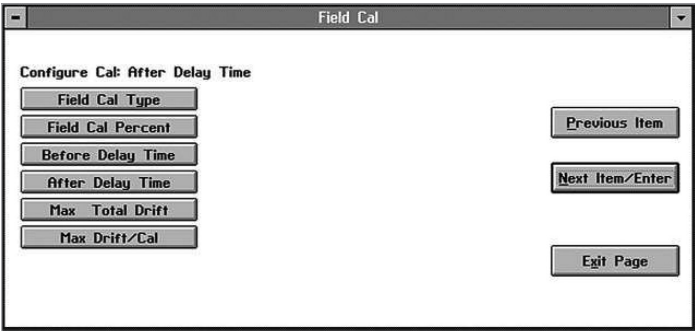 Field Cal
Configure Cal: After Delay Time
Field Cal Type
Field Cal Percent
Before Delay Time
After Delay Time
Max Total Drift
Max Drift/Cal
Previous Item
Next Item/Enter
Exit Page